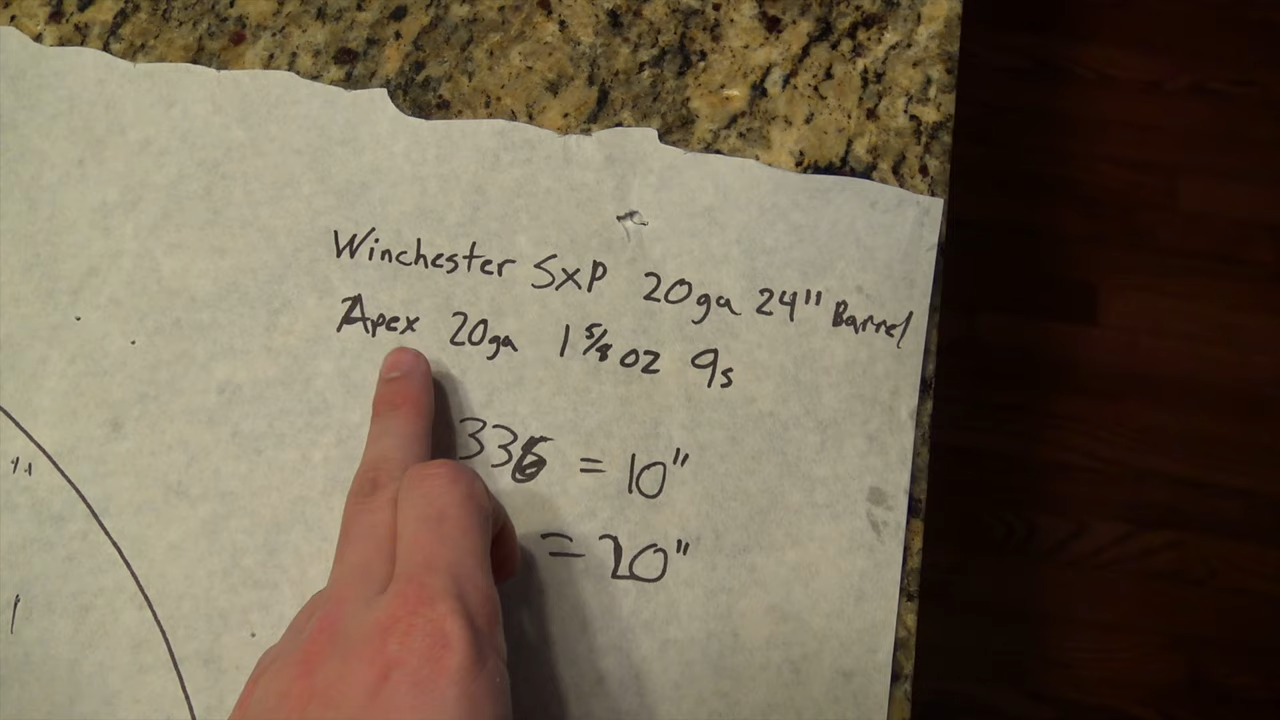 Winchester SxP 20ga 24" Barrel
Apex 20ga 1 5/8 oz 9s
336 = 10"
= 20"